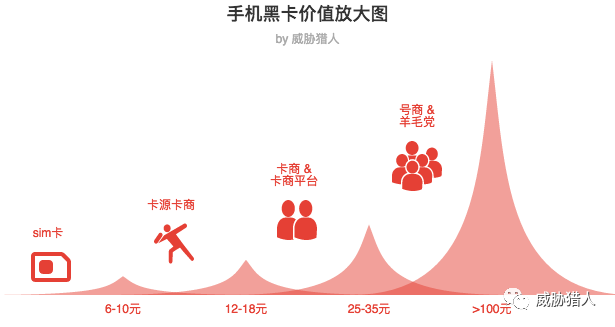 手机黑卡价值放大图
by 威胁猎人
号商 &
羊毛党
卡商 &
卡商平台
卡源卡商
sim卡
6-10元
12-18元
25-35元
>100元
威胁猎人